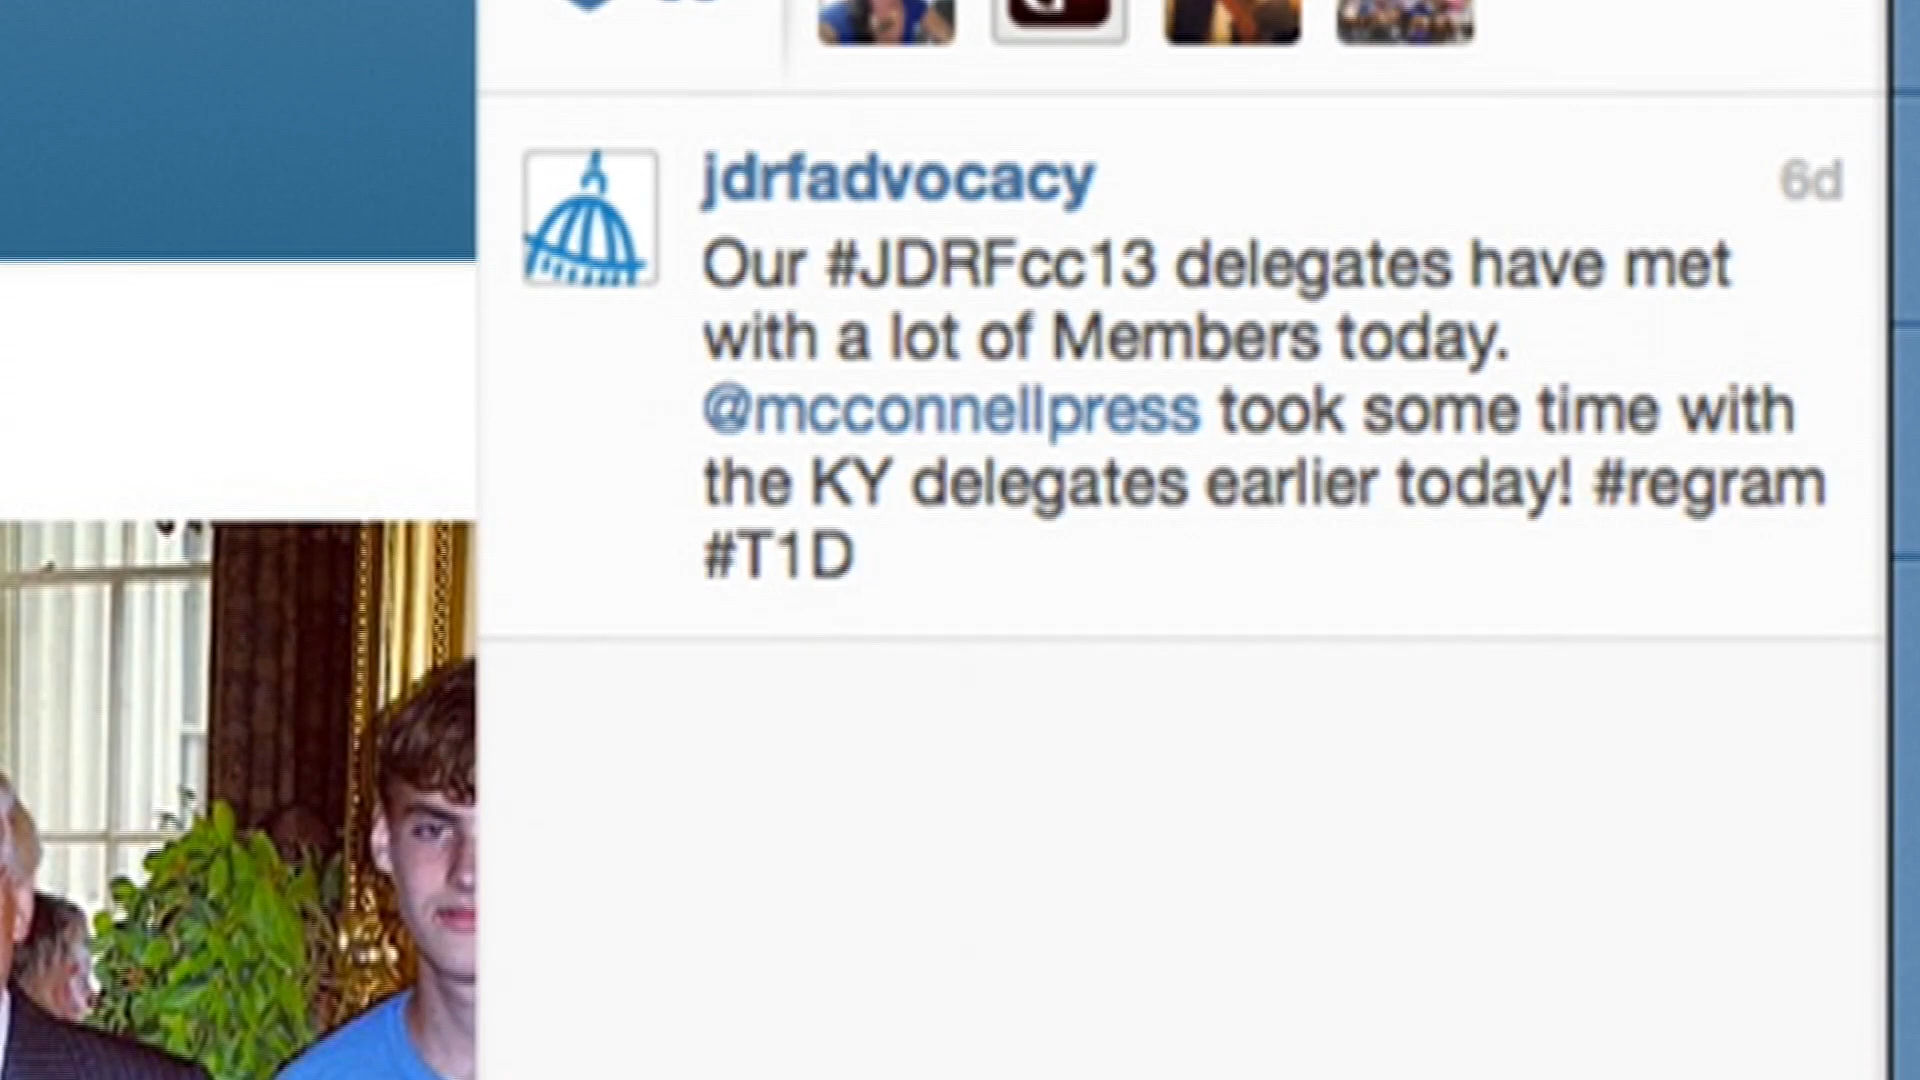 jdrfadvocacy 6d
Our #JDRFcc13 delegates have met
with a lot of Members today.
@mcconnellpress took some time with
the KY delegates earlier today! #regram
#T1D